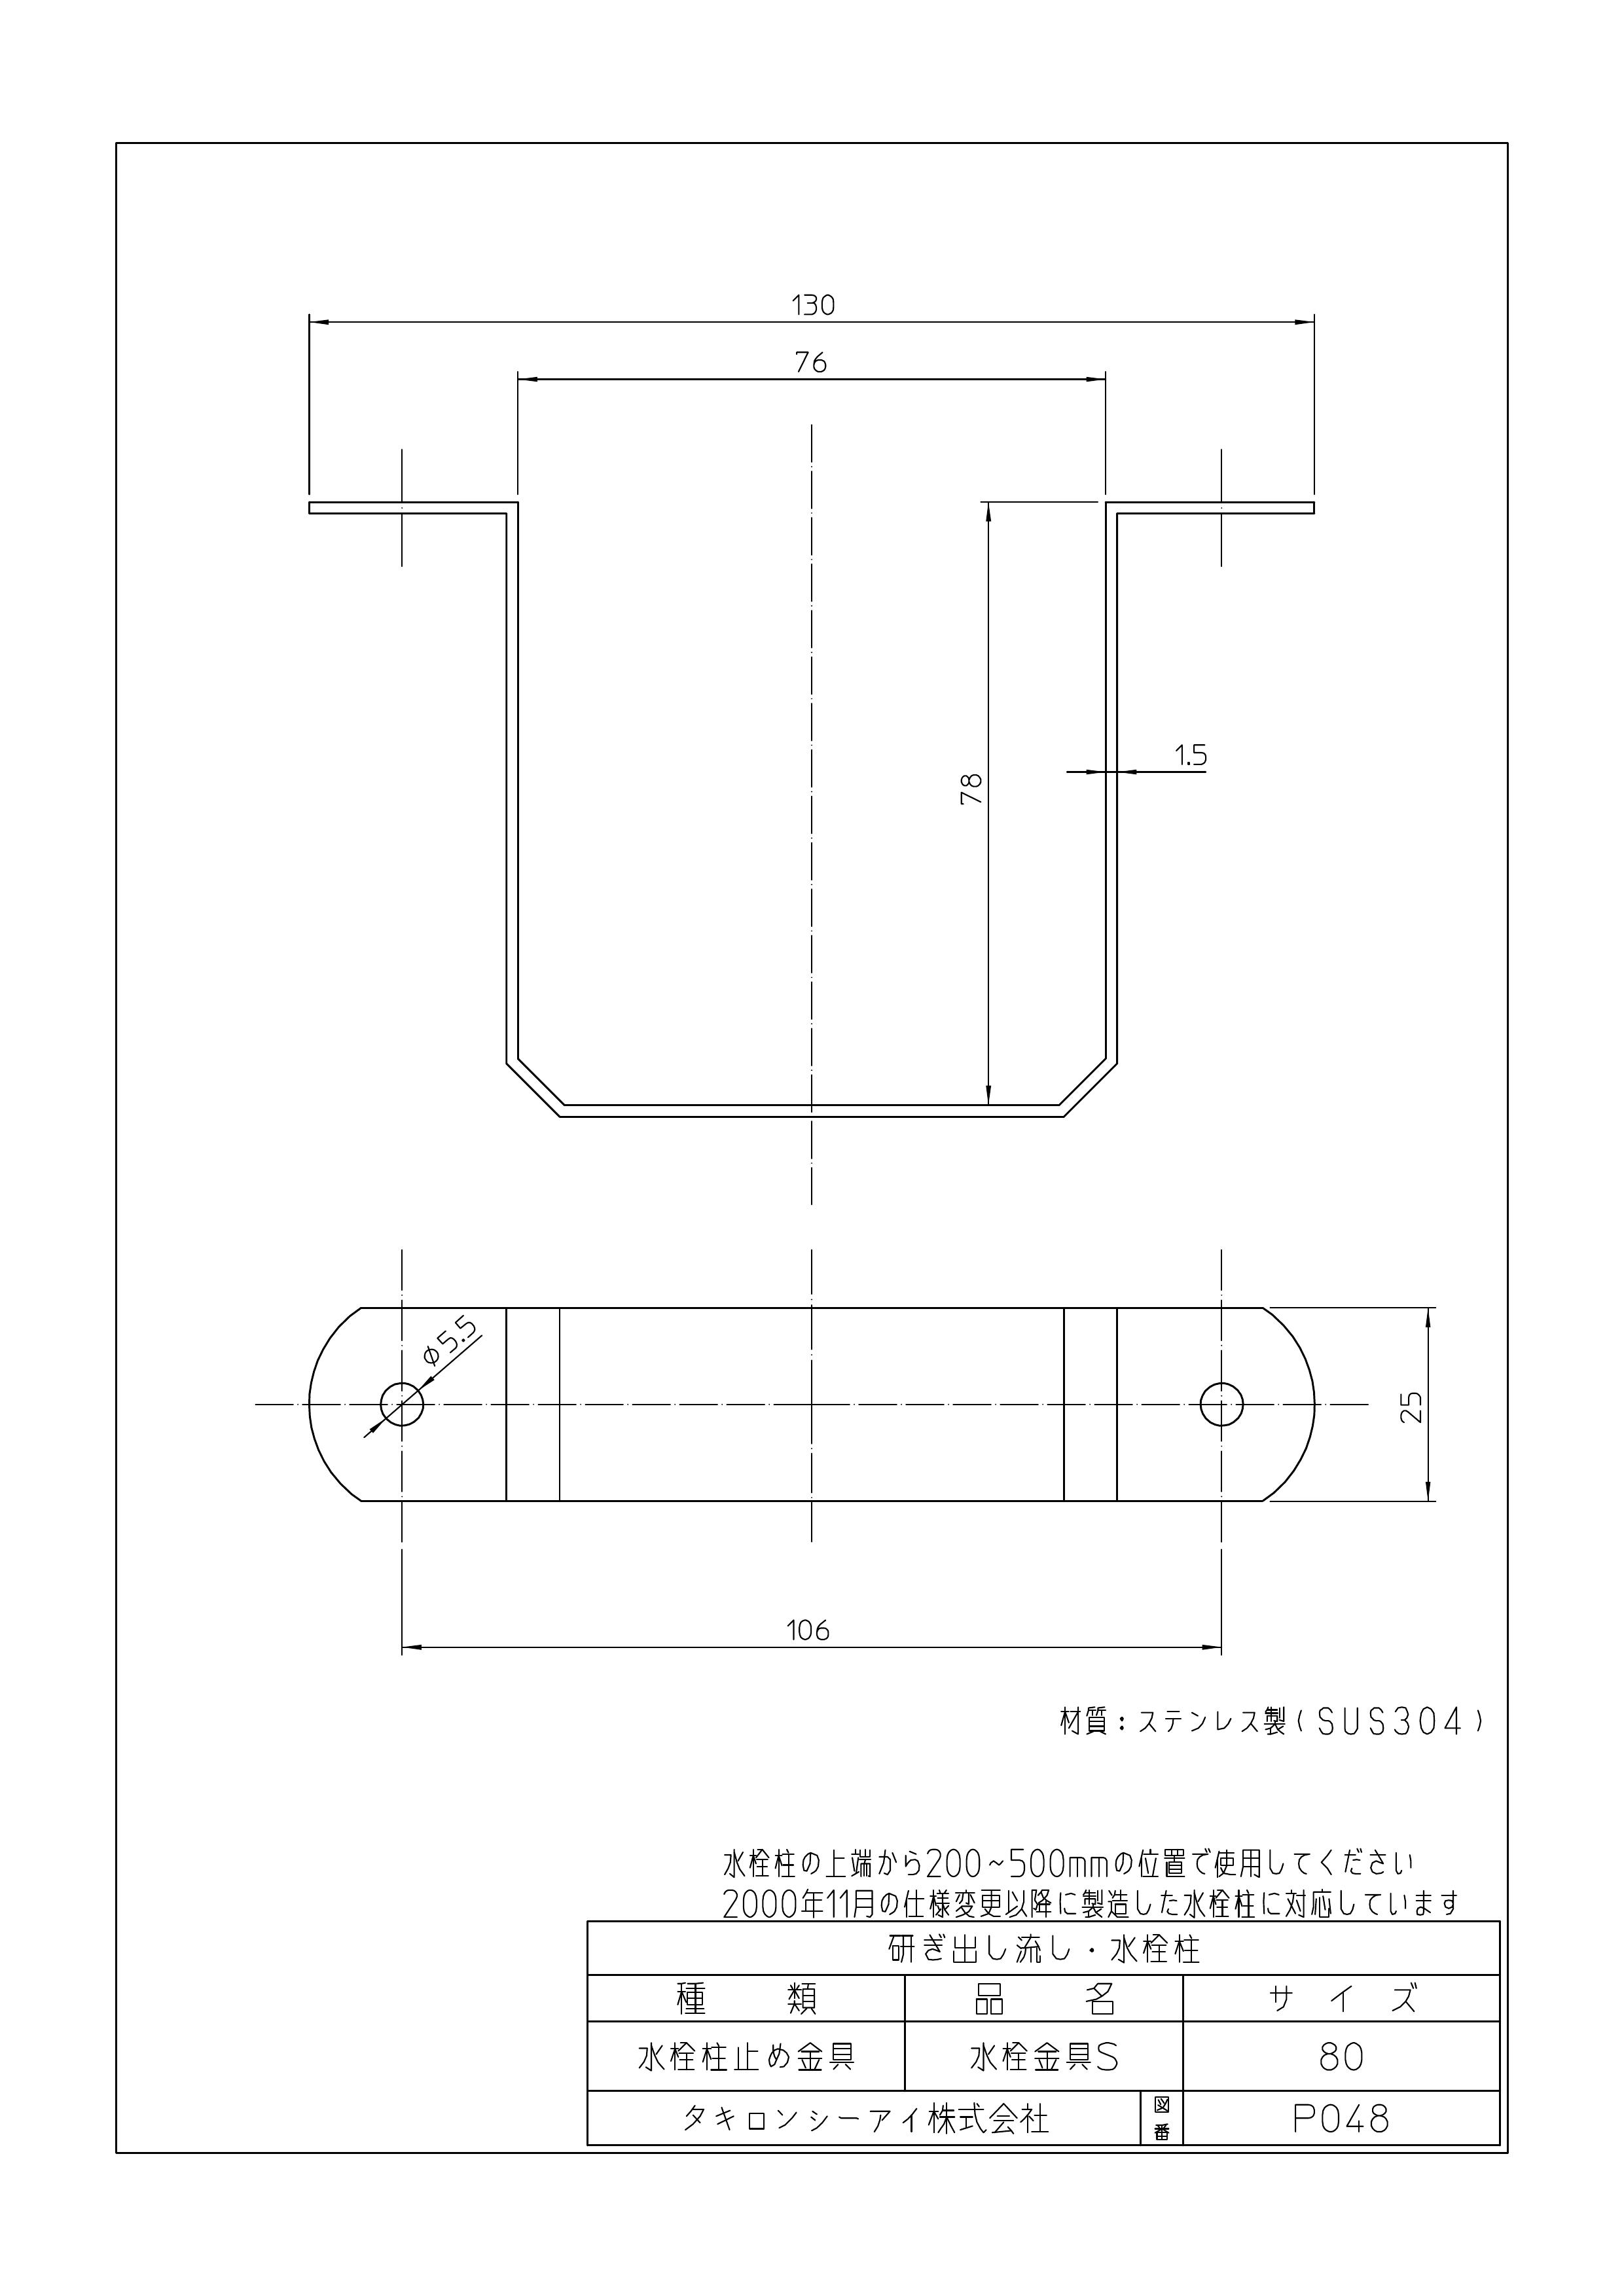 130
76
78
1.5
φ5.5
25
106
材質：ステンレス製（SUS304）
水栓柱の上端から200～500mmの位置で使用してください
2000年11月の仕様変更以降に製造した水栓柱に対応しています
研ぎ出し流し・水栓柱
種　類　品　名　サ イ ズ
水栓柱止め金具　水栓金具S　80
タキロンシーアイ株式会社　図番　P048